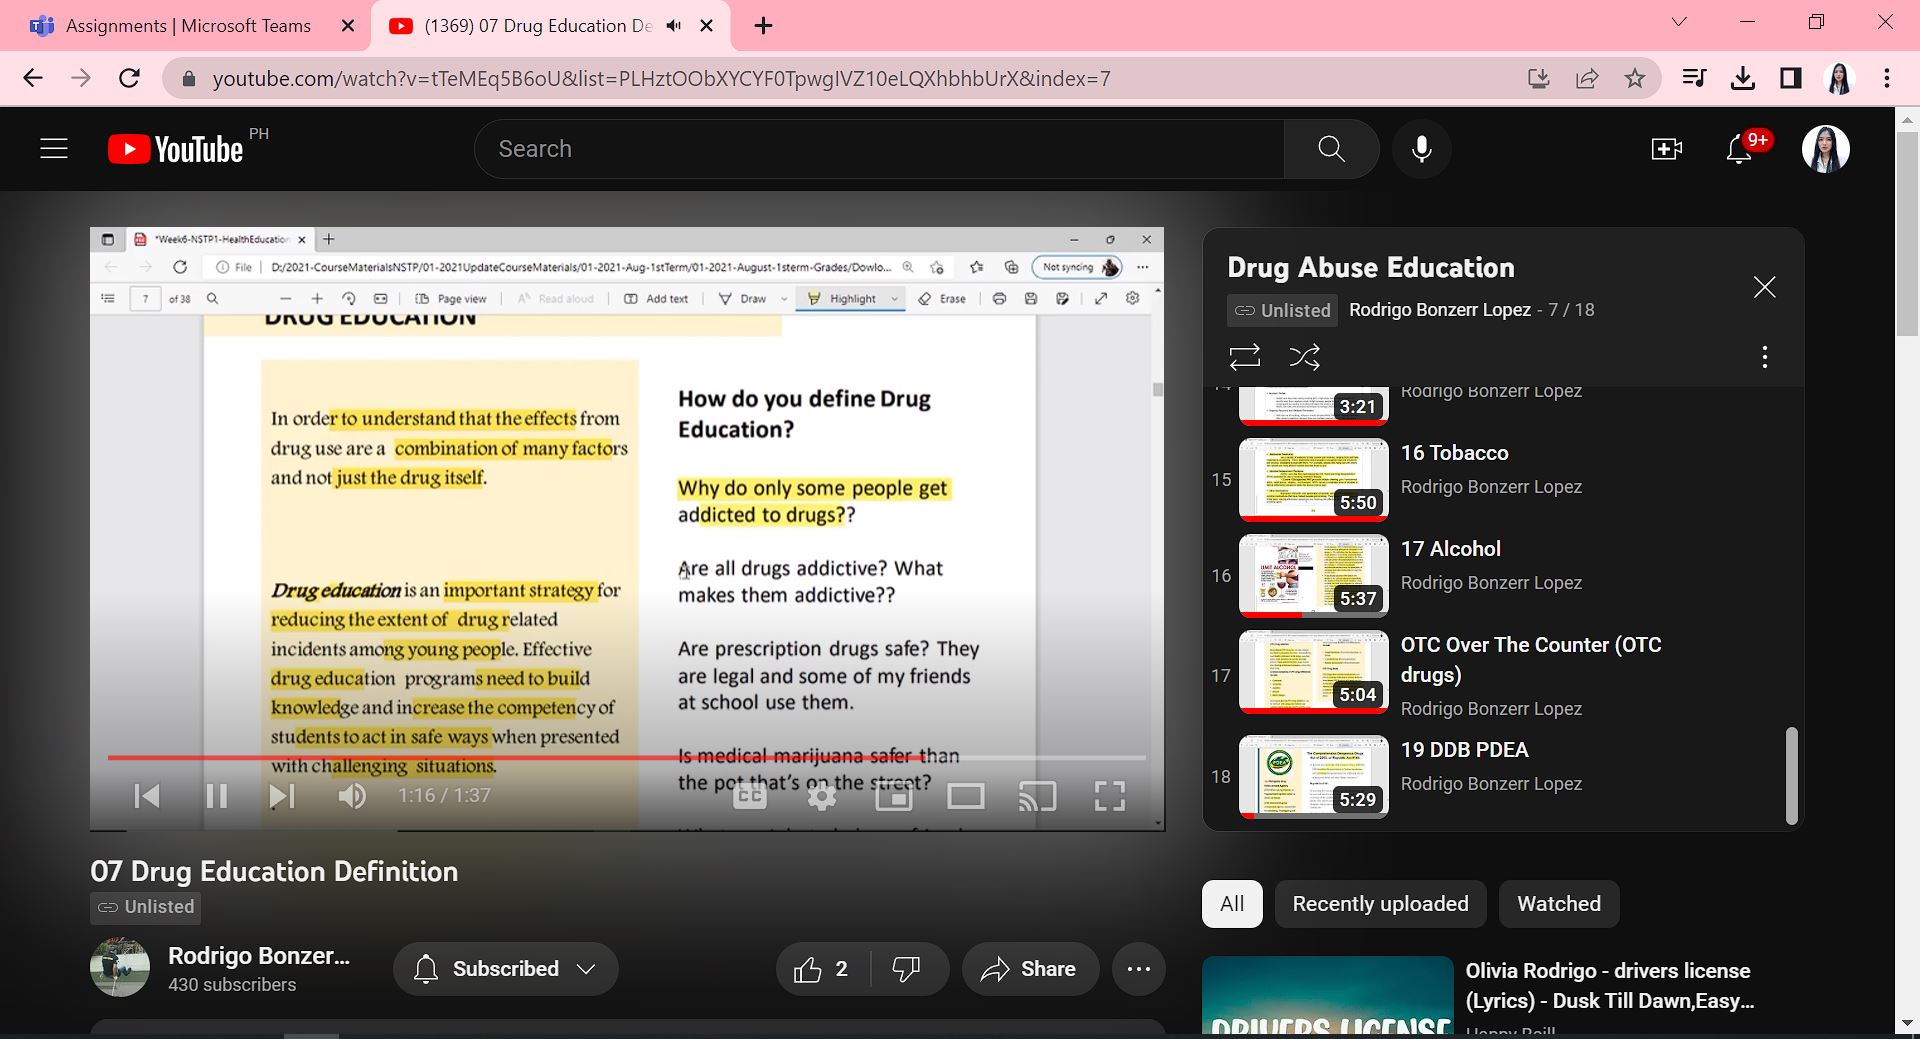 Assignments | Microsoft Teams
(1369) 07 Drug Education De
youtube.com/watch?v=tTeMEq5B6oU&list=PLHztOObXYCYF0TpwgIVZ10eLQXhbhbUrX&index=7
YouTube PH
Search
9+
*Week6-NSTP1-HealthEducation
File | D:/2021-CourseMaterialsNSTP/01-2021UpdateCourseMaterials/01-2021-Aug-1stTerm/01-2021-August-1sterm-Grades/Dowlo...
Not syncing
7 of 38
Page view
Read aloud
Add text
Draw
Highlight
Erase
DRUG EDUCATION
In order to understand that the effects from
drug use are a combination of many factors
and not just the drug itself.
Drug education is an important strategy for
reducing the extent of drug related
incidents among young people. Effective
drug education programs need to build
knowledge and increase the competency of
students to act in safe ways when presented
with challenging situations.
How do you define Drug
Education?
Why do only some people get
addicted to drugs??
Are all drugs addictive? What
makes them addictive??
Are prescription drugs safe? They
are legal and some of my friends
at school use them.
Is medical marijuana safer than
the pot that's on the street?
1:16 / 1:37
CC
07 Drug Education Definition
Unlisted
Rodrigo Bonzer...
430 subscribers
Subscribed
2
Share
Drug Abuse Education
Unlisted
Rodrigo Bonzerr Lopez - 7 / 18
3:21
Rodrigo Bonzerr Lopez
15
5:50
16 Tobacco
Rodrigo Bonzerr Lopez
16
5:37
17 Alcohol
Rodrigo Bonzerr Lopez
17
5:04
OTC Over The Counter (OTC
drugs)
Rodrigo Bonzerr Lopez
18
5:29
19 DDB PDEA
Rodrigo Bonzerr Lopez
All
Recently uploaded
Watched
DRIVERS LICENSE
Olivia Rodrigo - drivers license
(Lyrics) - Dusk Till Dawn,Easy...